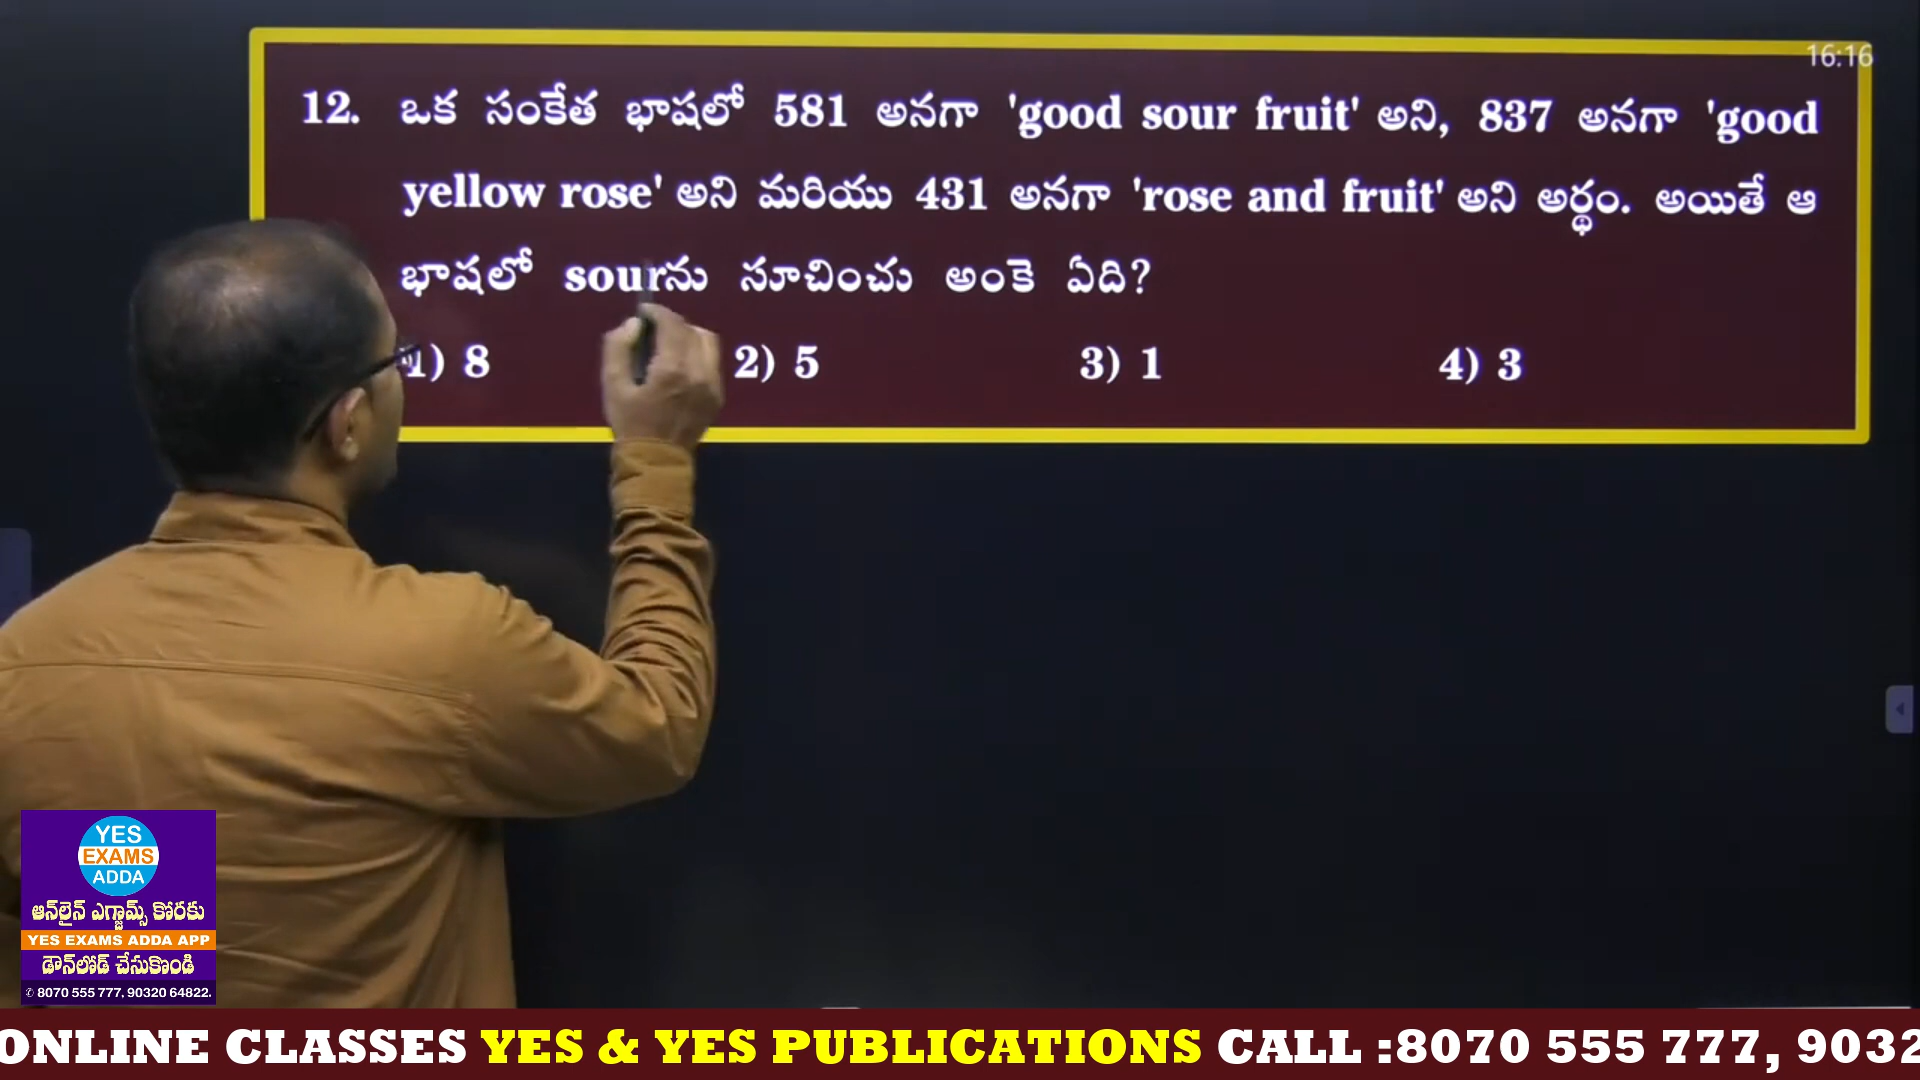 16:16
12. ఒక సంకేత భాషలో 581 అనగా 'good sour fruit' అని, 837 అనగా 'good
yellow rose' అని మరియు 431 అనగా 'rose and fruit' అని అర్థం. అయితే ఆ
భాషలో sourను సూచించు అంకె ఏది?
1) 8 2) 5 3) 1 4) 3
YES
EXAMS
ADDA
ఆన్‌లైన్ ఎగ్జామ్స్ కోరకు
YES EXAMS ADDA APP
డౌన్‌లోడ్ చేసుకొండి
✆ 8070 555 777, 90320 64822.
ONLINE CLASSES YES & YES PUBLICATIONS CALL :8070 555 777, 9032